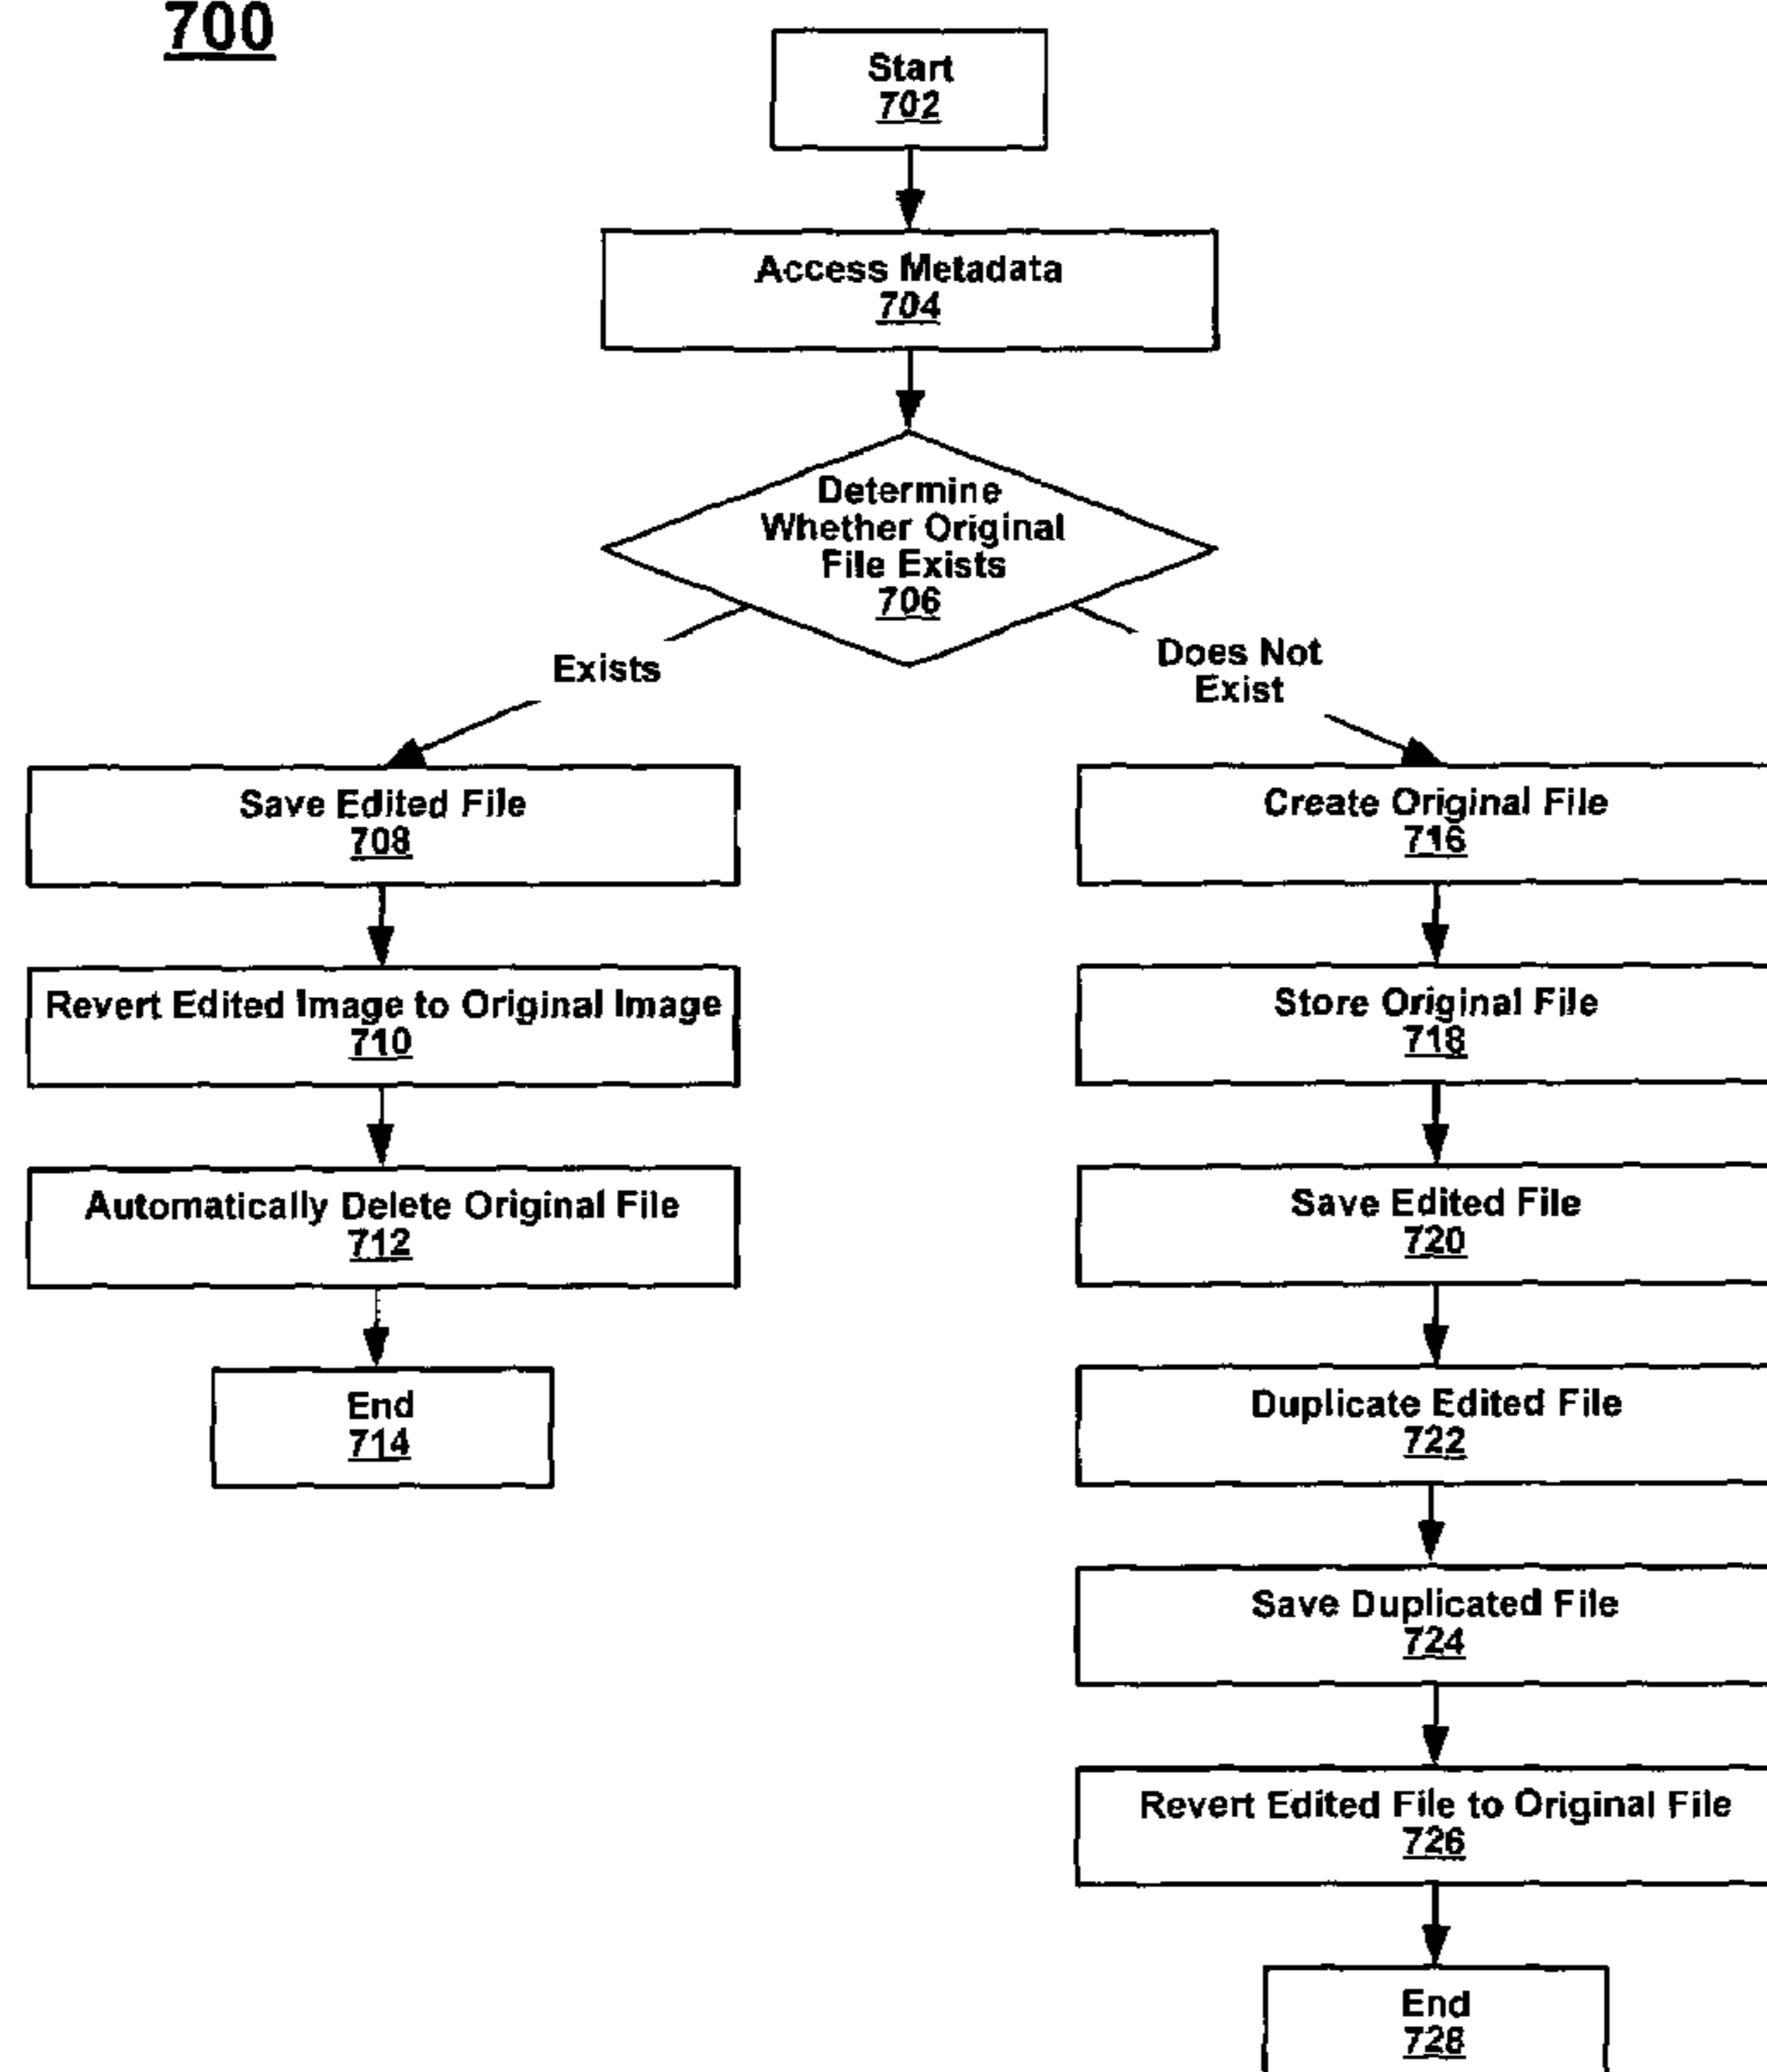 700
Start
702
Access Metadata
704
Determine
Whether Original
File Exists
706
Exists
Does Not
Exist
Save Edited File
708
Revert Edited Image to Original Image
710
Automatically Delete Original File
712
End
714
Create Original File
716
Store Original File
718
Save Edited File
720
Duplicate Edited File
722
Save Duplicated File
724
Revert Edited File to Original File
726
End
728